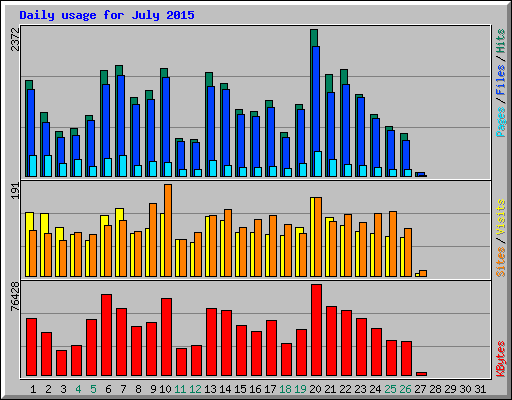 Daily usage for July 2015
2372
Pages / Files / Hits
191
Sites / Visits
76428
KBytes
1 2 3 4 5 6 7 8 9 10 11 12 13 14 15 16 17 18 19 20 21 22 23 24 25 26 27 28 29 30 31